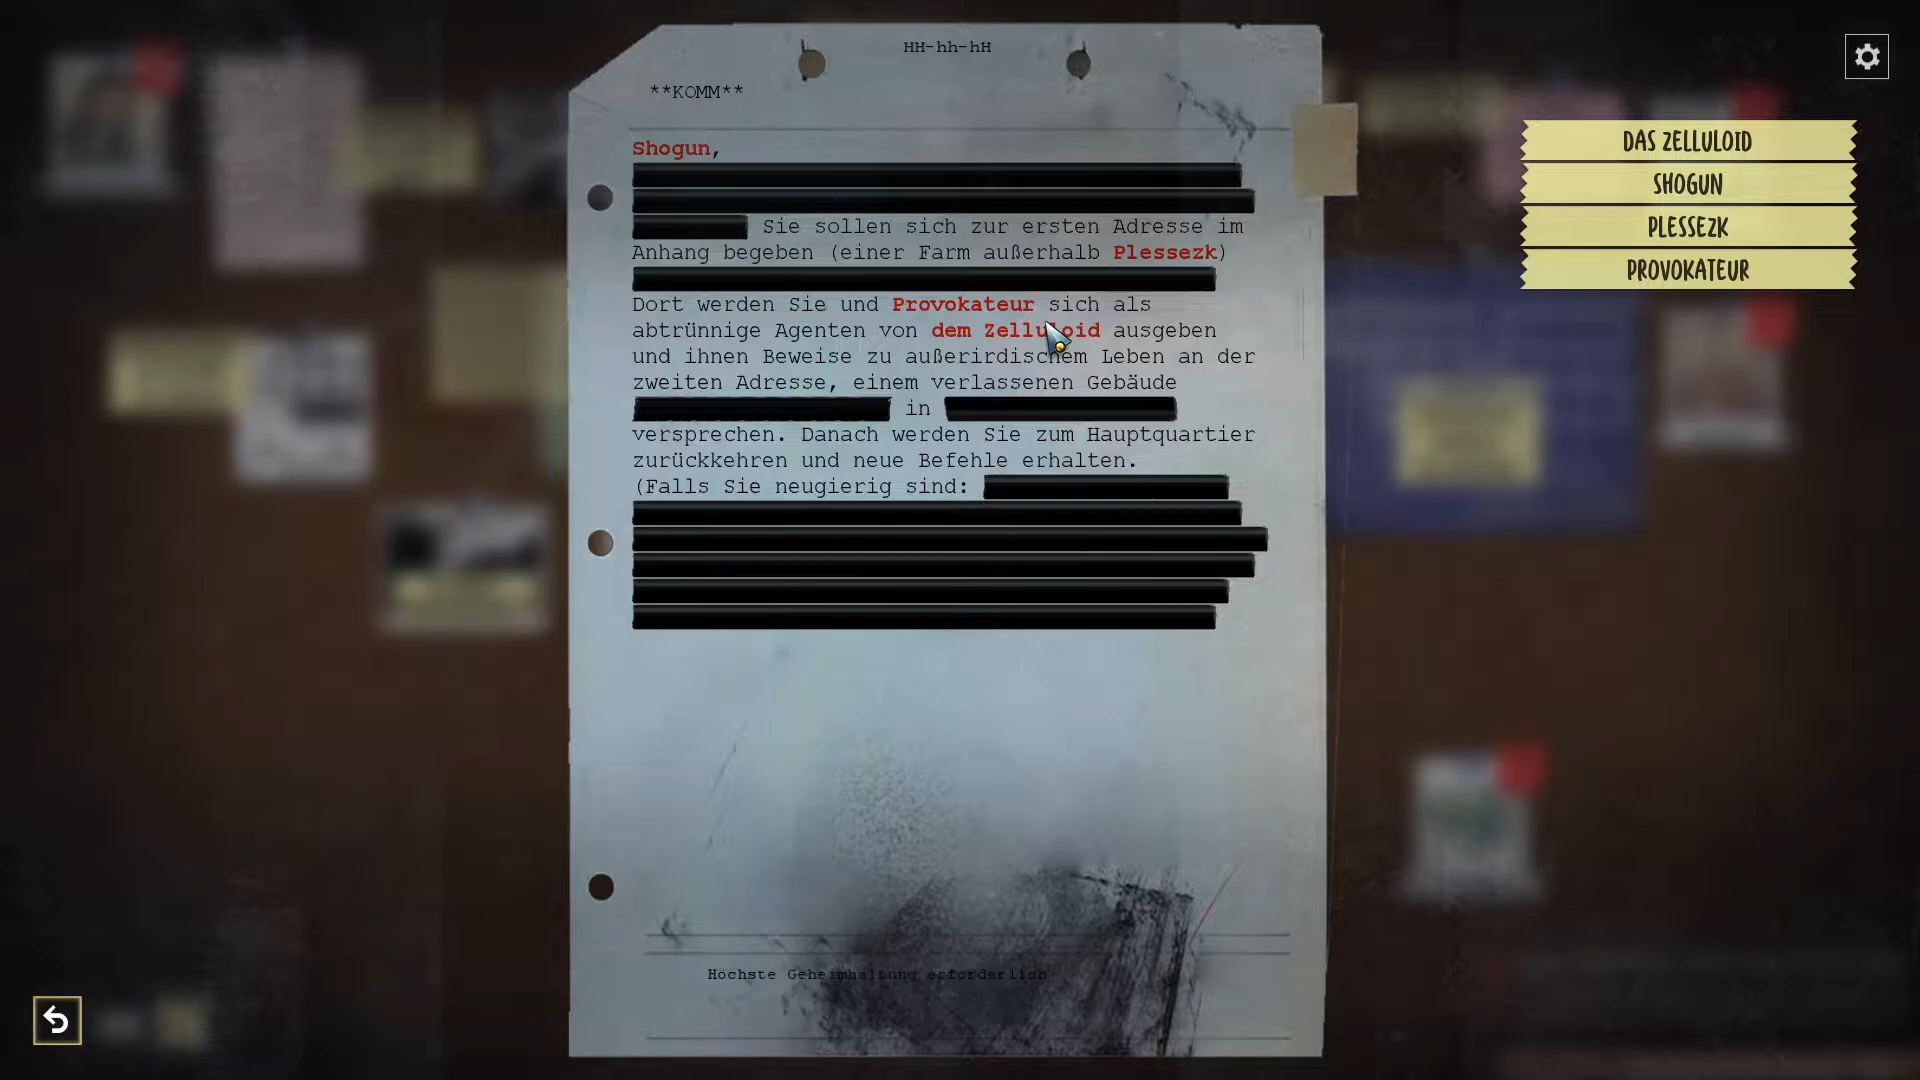 HH-hh-hH
**KOMM**
Shogun,
Sie sollen sich zur ersten Adresse im
Anhang begeben (einer Farm außerhalb Plessezk)
Dort werden Sie und Provokateur sich als
abtrünnige Agenten von dem Zelluloid ausgeben
und ihnen Beweise zu außerirdischem Leben an der
zweiten Adresse, einem verlassenen Gebäude
in
versprechen. Danach werden Sie zum Hauptquartier
zurückkehren und neue Befehle erhalten.
(Falls Sie neugierig sind:
Höchste Geheimhaltung erforderlich
DAS ZELLULOID
SHOGUN
PLESSEZK
PROVOKATEUR